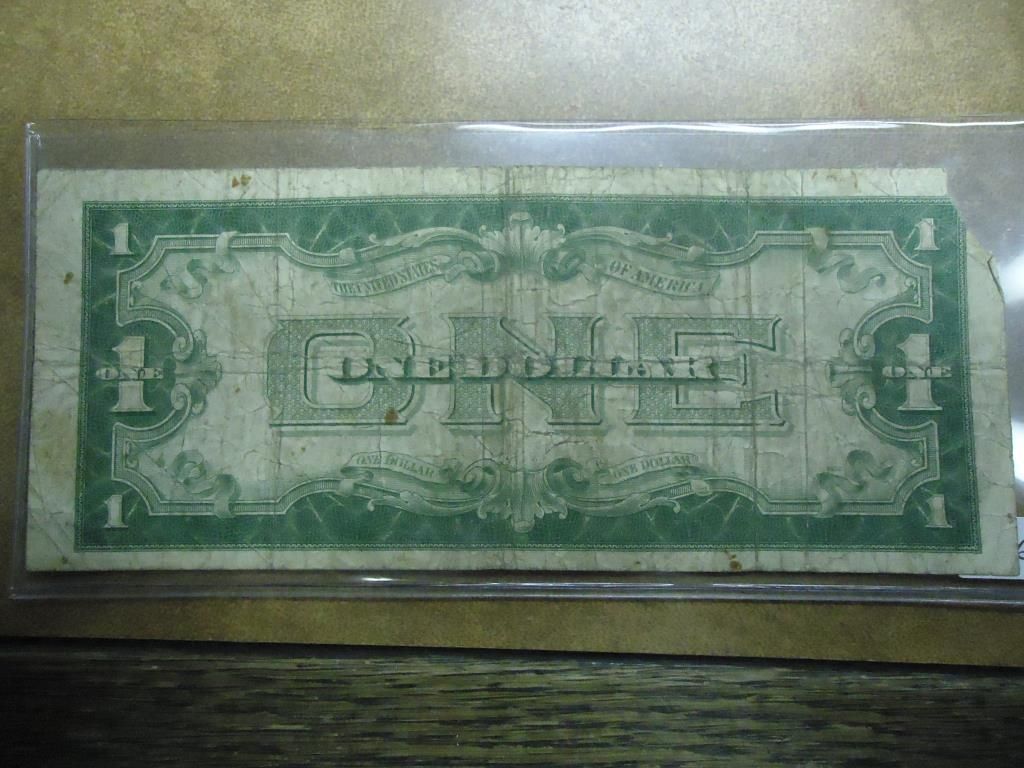 1 1
THE UNITED STATES OF AMERICA
ONE
ONE DOLLAR
1 ONE 1 ONE
ONE DOLLAR ONE DOLLAR
1 1